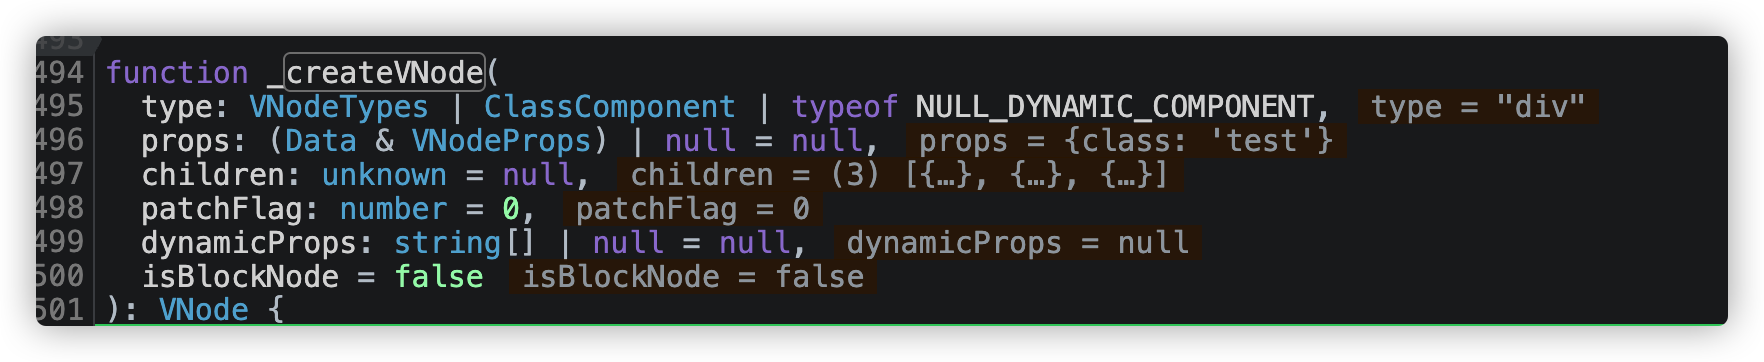 493
494 function _createVNode(
495 type: VNodeTypes | ClassComponent | typeof NULL_DYNAMIC_COMPONENT, type = "div"
496 props: (Data & VNodeProps) | null = null, props = {class: 'test'}
497 children: unknown = null, children = (3) [{…}, {…}, {…}]
498 patchFlag: number = 0, patchFlag = 0
499 dynamicProps: string[] | null = null, dynamicProps = null
500 isBlockNode = false isBlockNode = false
501 ): VNode {